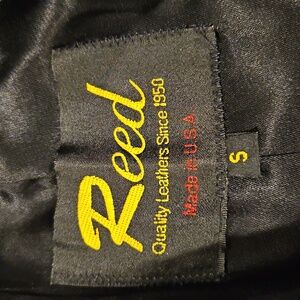 Reed
Quality Leathers Since 1950
Made in U.S.A
S